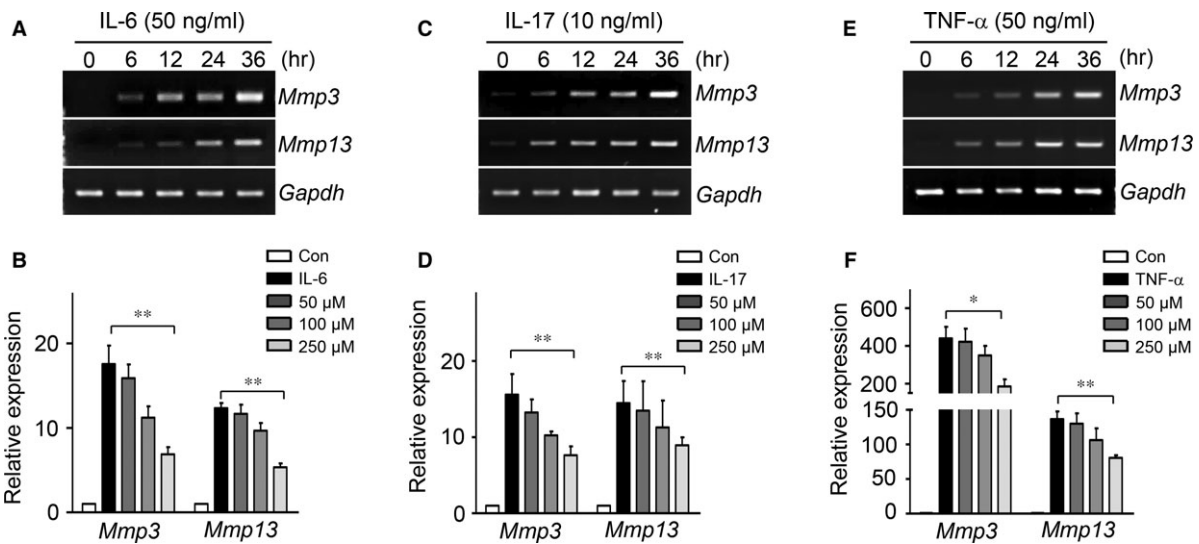 A
IL-6 (50 ng/ml)
0 6 12 24 36 (hr)
Mmp3
Mmp13
Gapdh
C
IL-17 (10 ng/ml)
0 6 12 24 36 (hr)
Mmp3
Mmp13
Gapdh
E
TNF-α (50 ng/ml)
0 6 12 24 36 (hr)
Mmp3
Mmp13
Gapdh
B
Con
IL-6
50 µM
100 µM
250 µM
Relative expression
20
10
0
**
**
Mmp3 Mmp13
D
Con
IL-17
50 µM
100 µM
250 µM
Relative expression
20
10
0
**
**
Mmp3 Mmp13
F
Con
TNF-α
50 µM
100 µM
250 µM
Relative expression
600
400
200
150
100
50
0
*
**
Mmp3 Mmp13